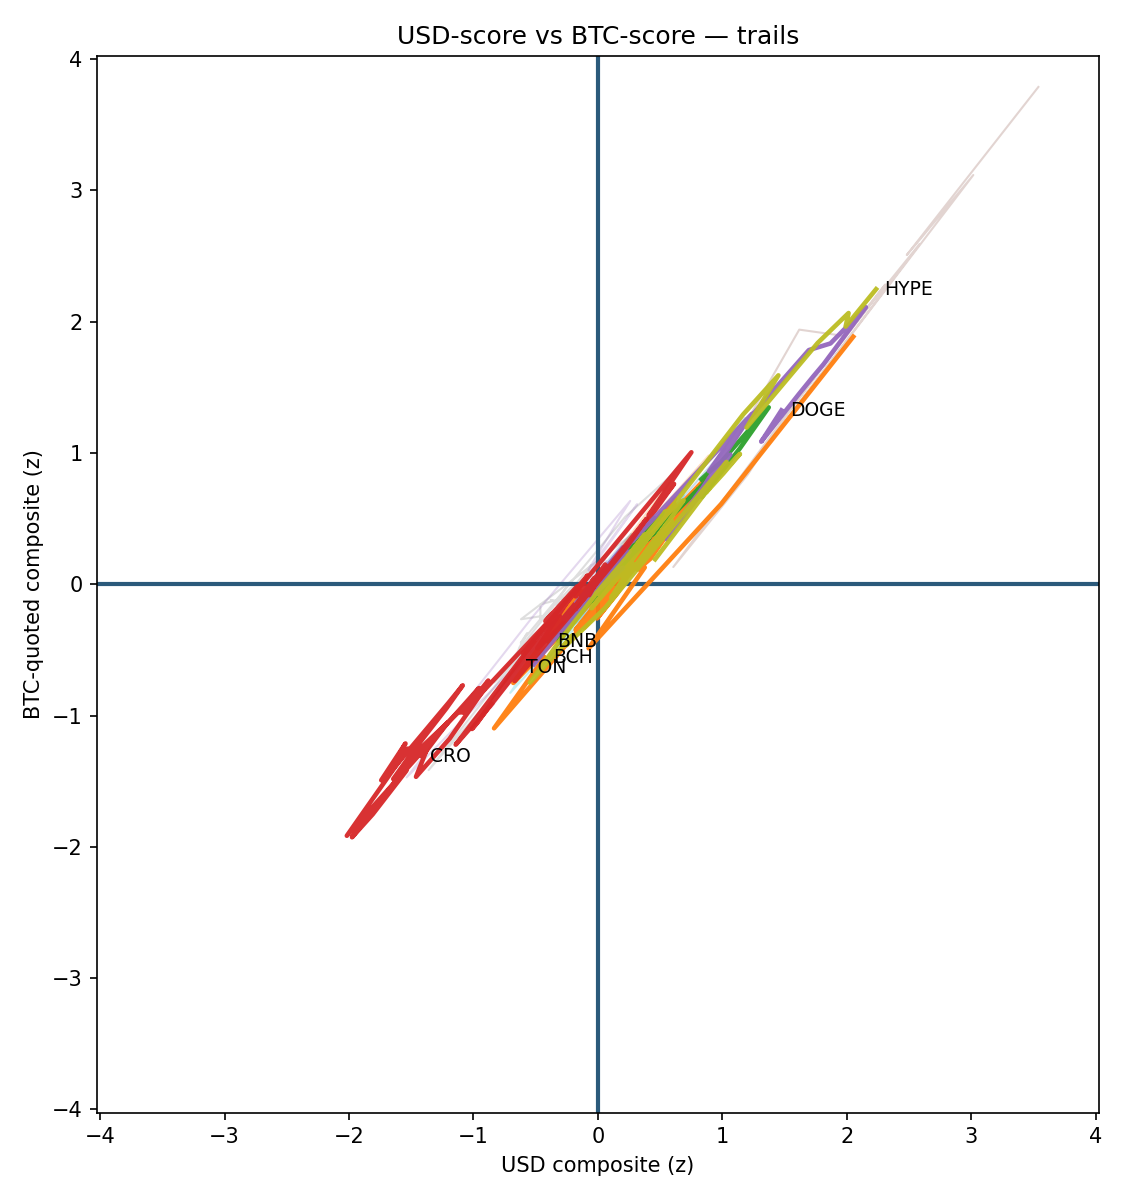 USD-score vs BTC-score — trails
4
3
2
1
0
−1
−2
−3
−4
BTC-quoted composite (z)
HYPE
DOGE
BNB
BCH
TON
CRO
−4
−3
−2
−1
0
1
2
3
4
USD composite (z)